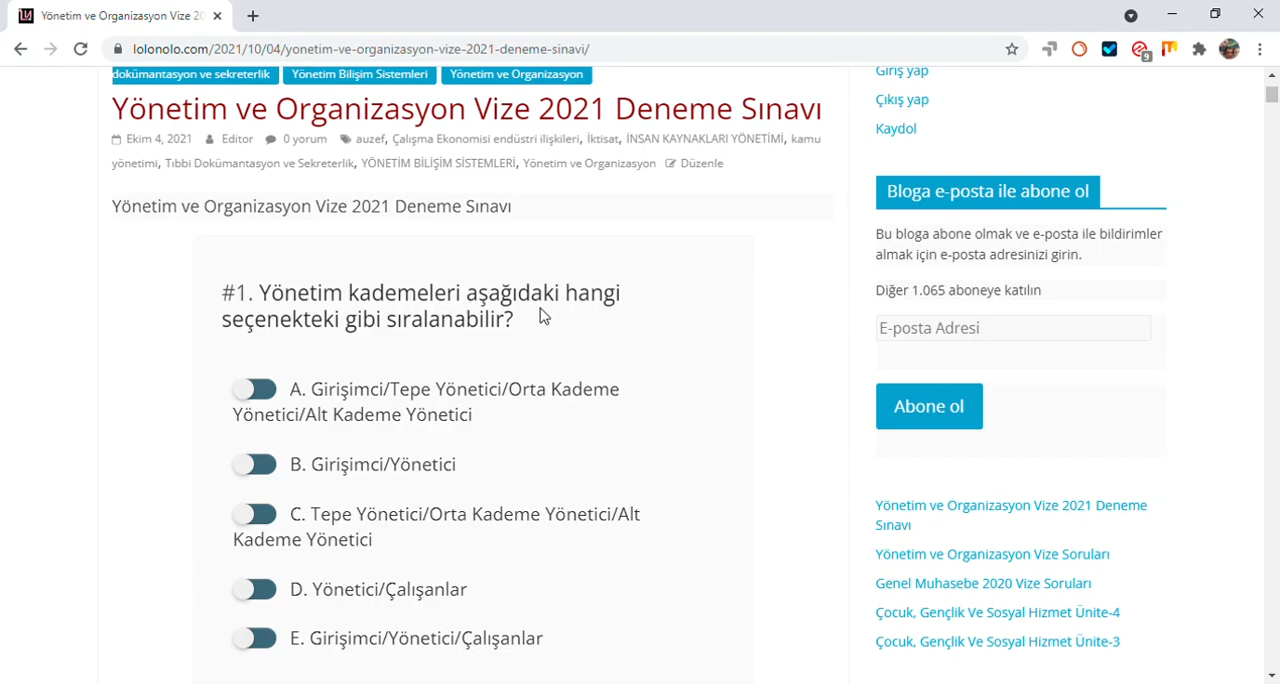 Yönetim ve Organizasyon Vize 20
lolonolo.com/2021/10/04/yonetim-ve-organizasyon-vize-2021-deneme-sinavi/
9
dokümantasyon ve sekreterlik Yönetim Bilişim Sistemleri Yönetim ve Organizasyon
Yönetim ve Organizasyon Vize 2021 Deneme Sınavı
Ekim 4, 2021 Editor 0 yorum auzef, Çalışma Ekonomisi endüstri ilişkileri, İktisat, İNSAN KAYNAKLARI YÖNETİMİ, kamu
yönetimi, Tıbbi Dokümantasyon ve Sekreterlik, YÖNETİM BİLİŞİM SİSTEMLERİ, Yönetim ve Organizasyon Düzenle
Yönetim ve Organizasyon Vize 2021 Deneme Sınavı
#1. Yönetim kademeleri aşağıdaki hangi
seçenekteki gibi sıralanabilir?
A. Girişimci/Tepe Yönetici/Orta Kademe
Yönetici/Alt Kademe Yönetici
B. Girişimci/Yönetici
C. Tepe Yönetici/Orta Kademe Yönetici/Alt
Kademe Yönetici
D. Yönetici/Çalışanlar
E. Girişimci/Yönetici/Çalışanlar
Giriş yap
Çıkış yap
Kaydol
Bloga e-posta ile abone ol
Bu bloga abone olmak ve e-posta ile bildirimler
almak için e-posta adresinizi girin.
Diğer 1.065 aboneye katılın
E-posta Adresi
Abone ol
Yönetim ve Organizasyon Vize 2021 Deneme
Sınavı
Yönetim ve Organizasyon Vize Soruları
Genel Muhasebe 2020 Vize Soruları
Çocuk, Gençlik Ve Sosyal Hizmet Ünite-4
Çocuk, Gençlik Ve Sosyal Hizmet Ünite-3